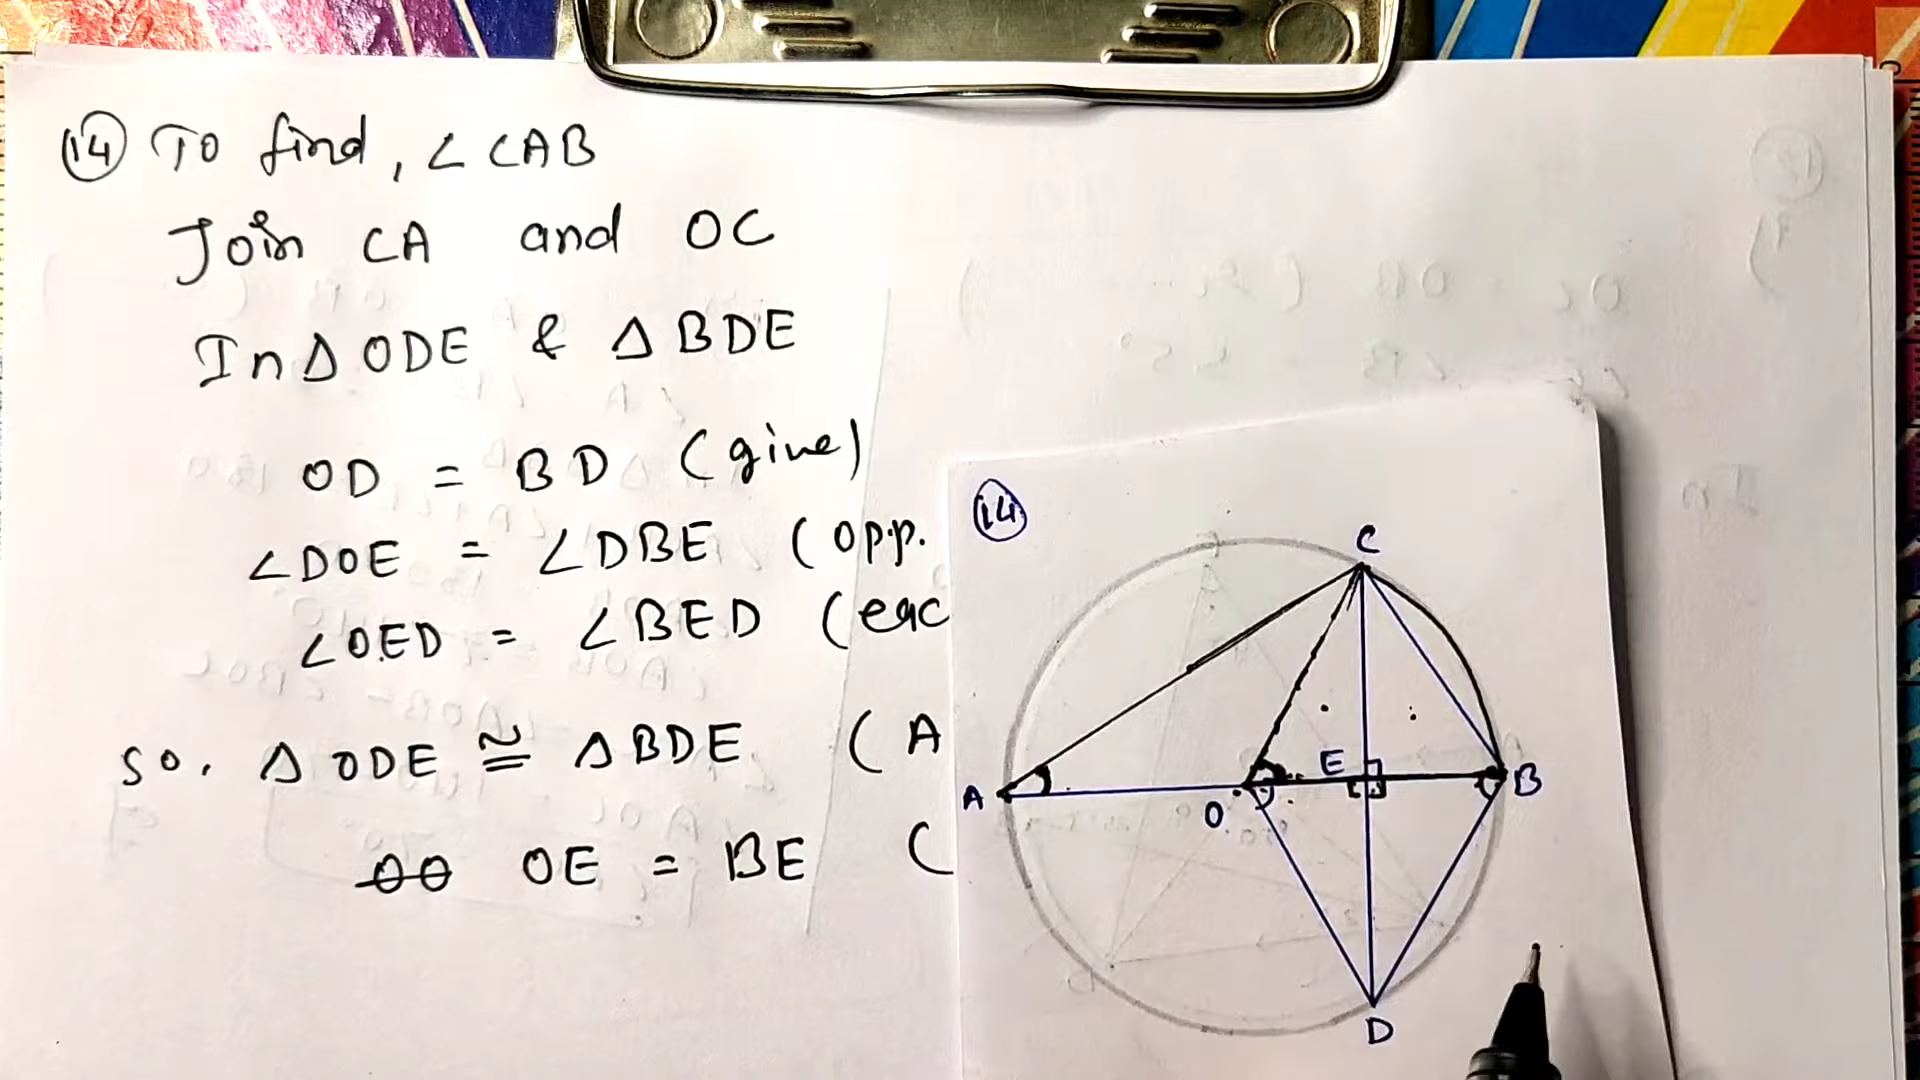 14 To find, ∠CAB
Join CA and OC
In Δ ODE & Δ BDE
OD = BD (give)
∠DOE = ∠DBE (opp.
∠OED = ∠BED (eac
So, Δ ODE ≅ Δ BDE (A
OE = BE (
14
C
A
O
E
B
D